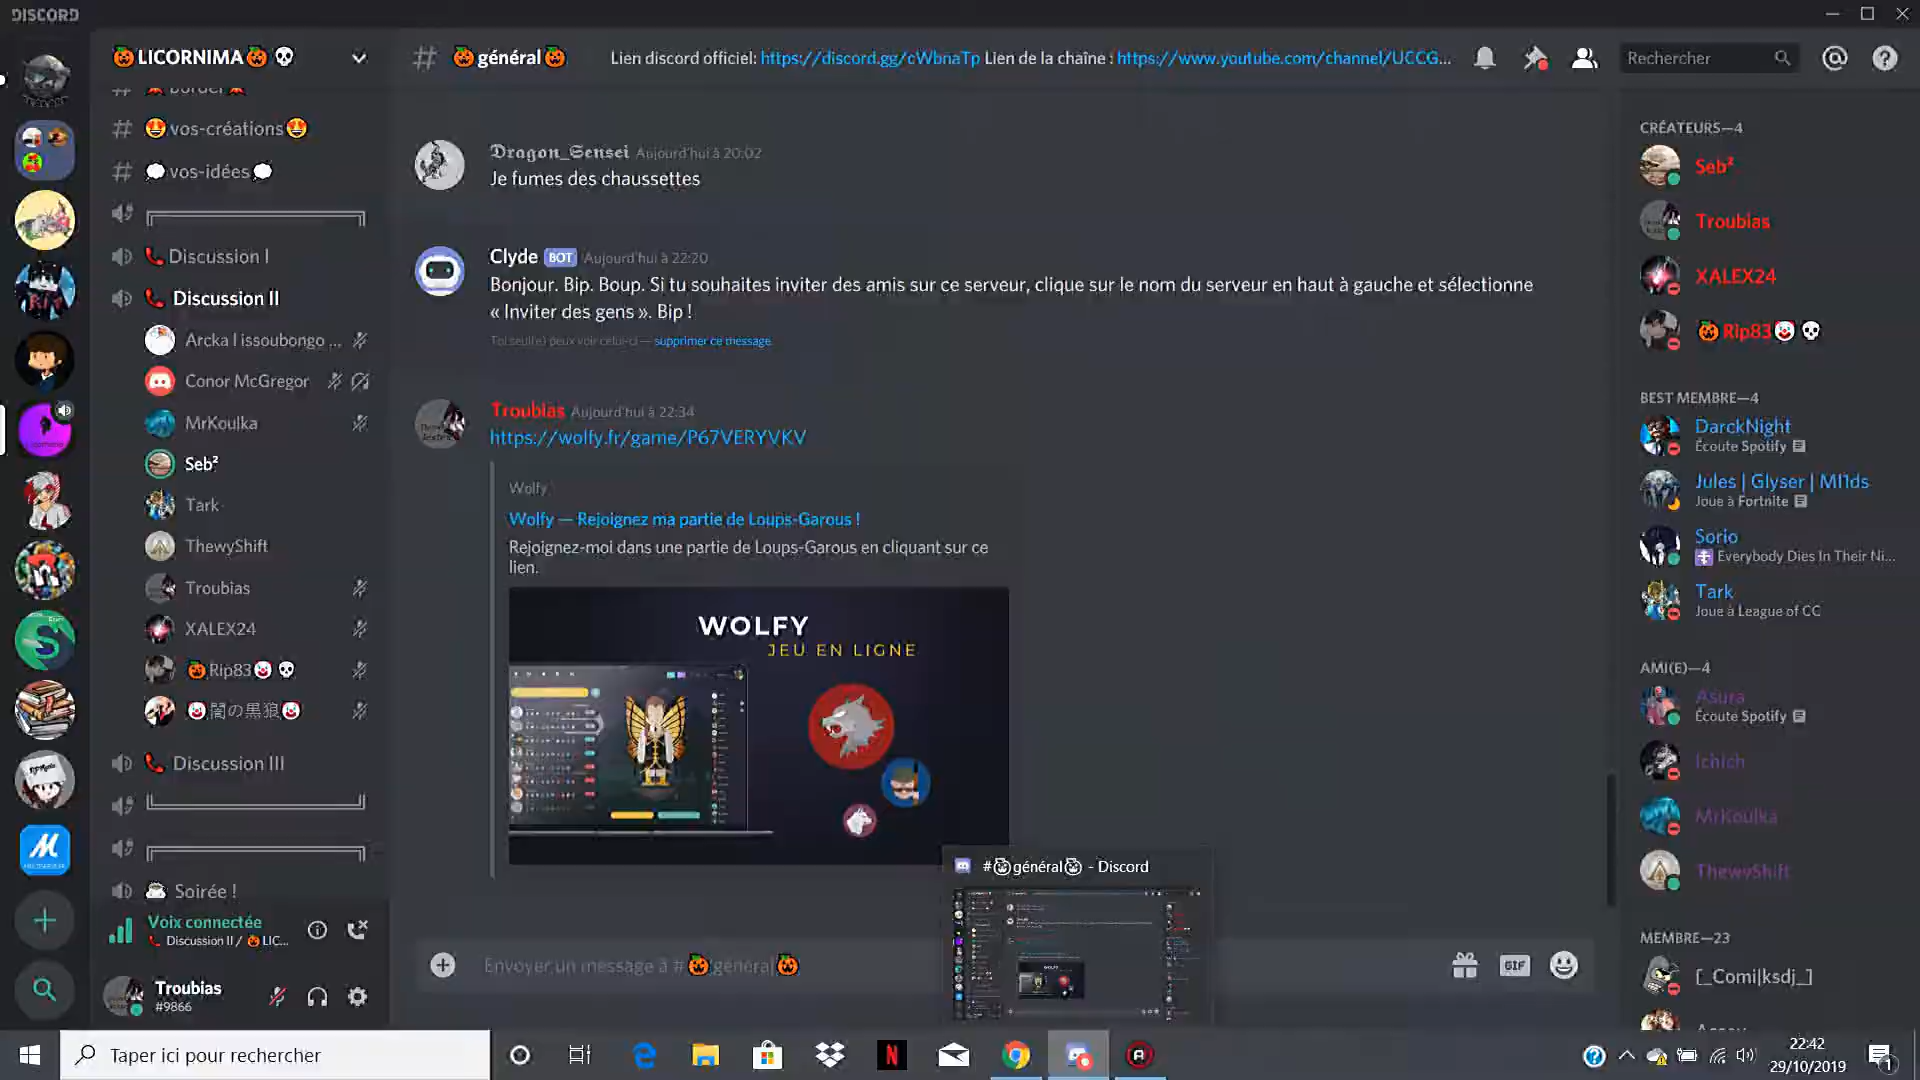 DISCORD
🎃LICORNIMA🎃💀
# 🎃général🎃
Lien discord officiel: https://discord.gg/cWbnaTp Lien de la chaîne : https://www.youtube.com/channel/UCCG...
Rechercher
# 😍vos-créations😍
# 💭vos-idées💭
📞Discussion I
📞Discussion II
Arcka l issoubongo ...
Conor McGregor
MrKoulka
Seb²
Tark
ThewyShift
Troubias
XALEX24
🎃Rip83🤡💀
🤡闇の黒狼🤡
📞Discussion III
Soirée !
Voix connectée
📞Discussion II / 🎃LIC...
Troubias
#9866
Dragon_Sensei Aujourd'hui à 20:02
Je fumes des chaussettes
Clyde BOT Aujourd'hui à 22:20
Bonjour. Bip. Boup. Si tu souhaites inviter des amis sur ce serveur, clique sur le nom du serveur en haut à gauche et sélectionne
« Inviter des gens ». Bip !
Toi seul(e) peux voir celui-ci — supprimer ce message.
Troubias Aujourd'hui à 22:34
https://wolfy.fr/game/P67VERYVKV
Wolfy
Wolfy — Rejoignez ma partie de Loups-Garous !
Rejoignez-moi dans une partie de Loups-Garous en cliquant sur ce
lien.
WOLFY
JEU EN LIGNE
#🎃général🎃 - Discord
Envoyer un message à #🎃général🎃
GIF
CRÉATEURS—4
Seb²
Troubias
XALEX24
🎃Rip83🤡💀
BEST MEMBRE—4
DarckNight
Écoute Spotify
Jules | Glyser | Ml1ds
Joue à Fortnite
Sorio
Everybody Dies In Their Ni...
Tark
Joue à League of CC
AMI(E)—4
Asura
Écoute Spotify
Ichich
MrKoulka
ThewyShift
MEMBRE—23
[_Comi|ksdj_]
Taper ici pour rechercher
22:42
29/10/2019
1